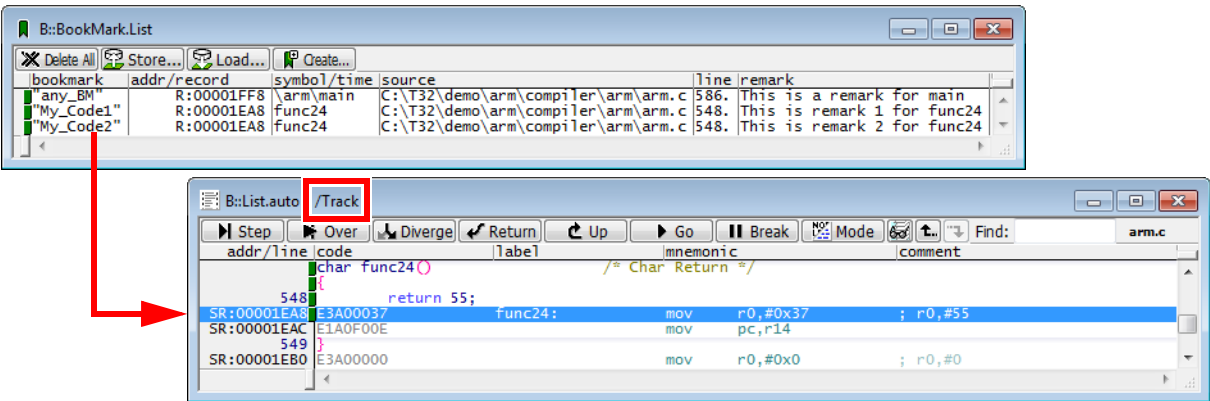 B::BookMark.List
Delete All Store... Load... Create...
bookmark addr/record symbol/time source line remark
"any_BM" R:00001FF8 \arm\main C:\T32\demo\arm\compiler\arm\arm.c 586. This is a remark for main
"My_Code1" R:00001EA8 func24 C:\T32\demo\arm\compiler\arm\arm.c 548. This is remark 1 for func24
"My_Code2" R:00001EA8 func24 C:\T32\demo\arm\compiler\arm\arm.c 548. This is remark 2 for func24
B::List.auto /Track
Step Over Diverge Return Up Go Break Mode t.. Find: arm.c
addr/line code label mnemonic comment
char func24() /* Char Return */
{
548 return 55;
SR:00001EA8 E3A00037 func24: mov r0,#0x37 ; r0,#55
SR:00001EAC E1A0F00E mov pc,r14
549 }
SR:00001EB0 E3A00000 mov r0,#0x0 ; r0,#0